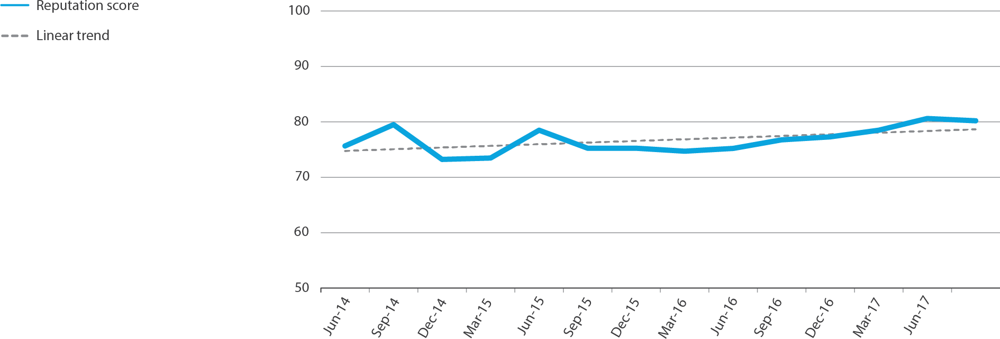 Reputation score
Linear trend
100
90
80
70
60
50
Jun-14
Sep-14
Dec-14
Mar-15
Jun-15
Sep-15
Dec-15
Mar-16
Jun-16
Sep-16
Dec-16
Mar-17
Jun-17